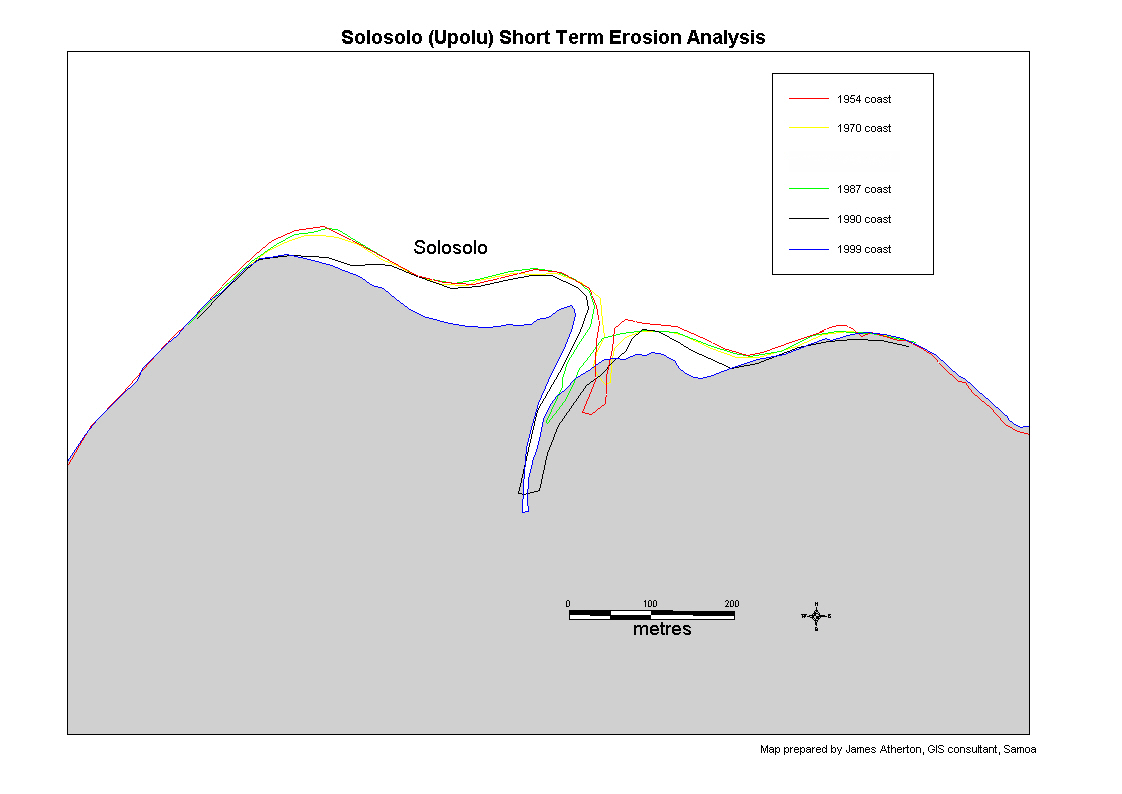 Solosolo (Upolu) Short Term Erosion Analysis
1954 coast
1970 coast
1987 coast
1990 coast
1999 coast
Solosolo
0 100 200
metres
N
W E
S
Map prepared by James Atherton, GIS consultant, Samoa